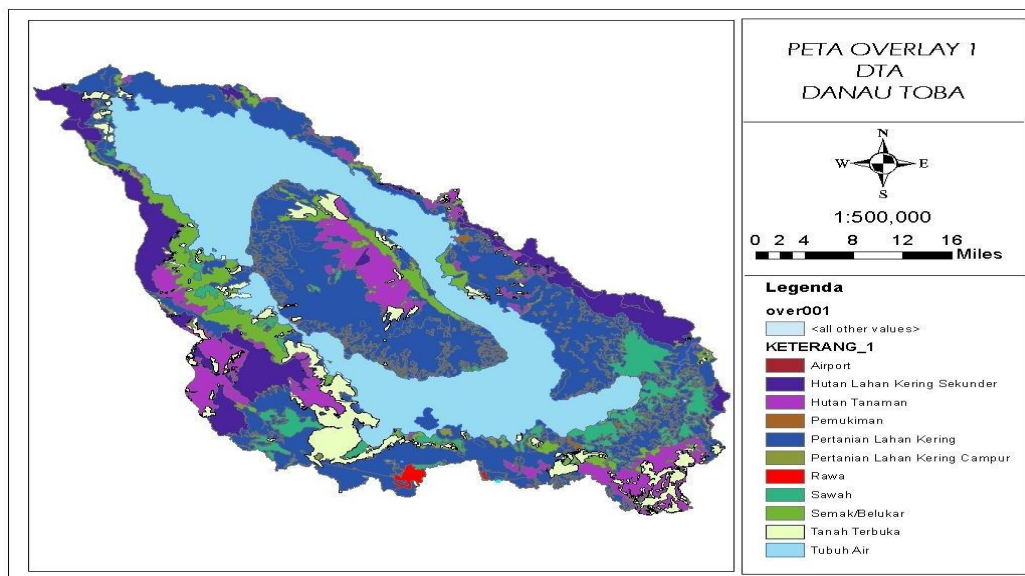 PETA OVERLAY 1
DTA
DANAU TOBA
N
W E
S
1:500,000
0 2 4 8 12 16
Miles
Legenda
over001
<all other values>
KETERANG_1
Airport
Hutan Lahan Kering Sekunder
Hutan Tanaman
Pemukiman
Pertanian Lahan Kering
Pertanian Lahan Kering Campur
Rawa
Sawah
Semak/Belukar
Tanah Terbuka
Tubuh Air